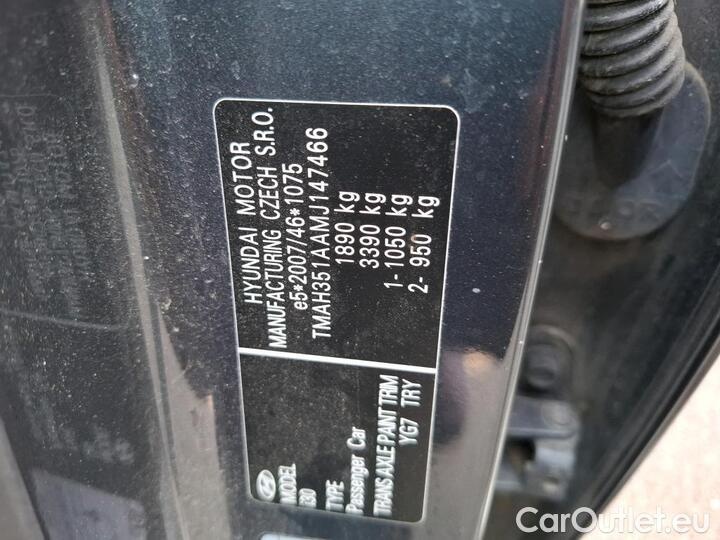 HYUNDAI MOTOR
MANUFACTURING CZECH S.R.O.
e5*2007/46*1075
TMAH351AAMJ147466
1890 kg
3390 kg
1- 1050 kg
2- 950 kg
MODEL
i30
TYPE
Passenger Car
TRANS AXLE PAINT TRIM
YG7 TRY
CarOutlet.eu